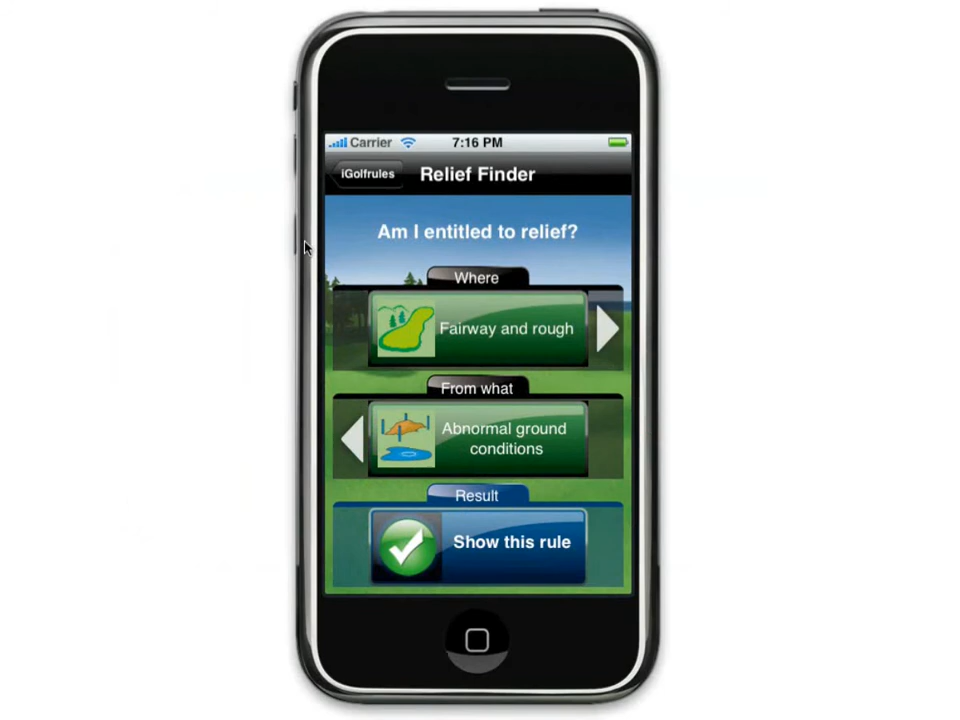 Carrier 7:16 PM
iGolfrules Relief Finder
Am I entitled to relief?
Where
Fairway and rough
From what
Abnormal ground
conditions
Result
Show this rule